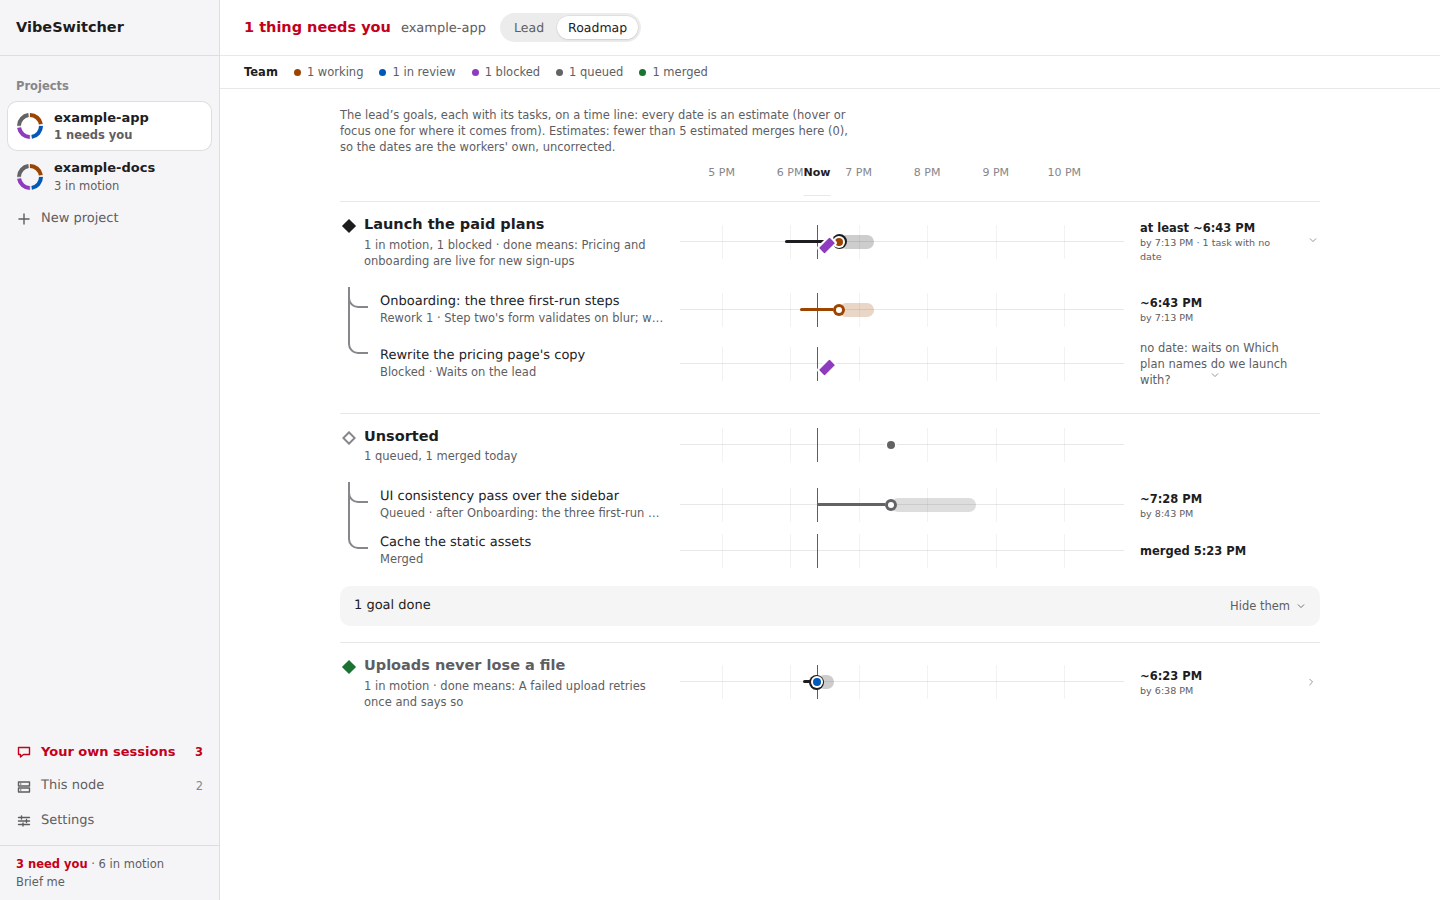 VibeSwitcher
1 thing needs you example-app Lead Roadmap
Team 1 working 1 in review 1 blocked 1 queued 1 merged
Projects
example-app
1 needs you
example-docs
3 in motion
New project
The lead’s goals, each with its tasks, on a time line: every date is an estimate (hover or
focus one for where it comes from). Estimates: fewer than 5 estimated merges here (0),
so the dates are the workers' own, uncorrected.
5 PM 6 PM Now 7 PM 8 PM 9 PM 10 PM
Launch the paid plans
1 in motion, 1 blocked · done means: Pricing and
onboarding are live for new sign-ups
at least ~6:43 PM
by 7:13 PM · 1 task with no
date
Onboarding: the three first-run steps
Rework 1 · Step two's form validates on blur; w…
~6:43 PM
by 7:13 PM
Rewrite the pricing page's copy
Blocked · Waits on the lead
no date: waits on Which
plan names do we launch
with?
Unsorted
1 queued, 1 merged today
UI consistency pass over the sidebar
Queued · after Onboarding: the three first-run …
~7:28 PM
by 8:43 PM
Cache the static assets
Merged
merged 5:23 PM
1 goal done Hide them
Uploads never lose a file
1 in motion · done means: A failed upload retries
once and says so
~6:23 PM
by 6:38 PM
Your own sessions 3
This node 2
Settings
3 need you · 6 in motion
Brief me